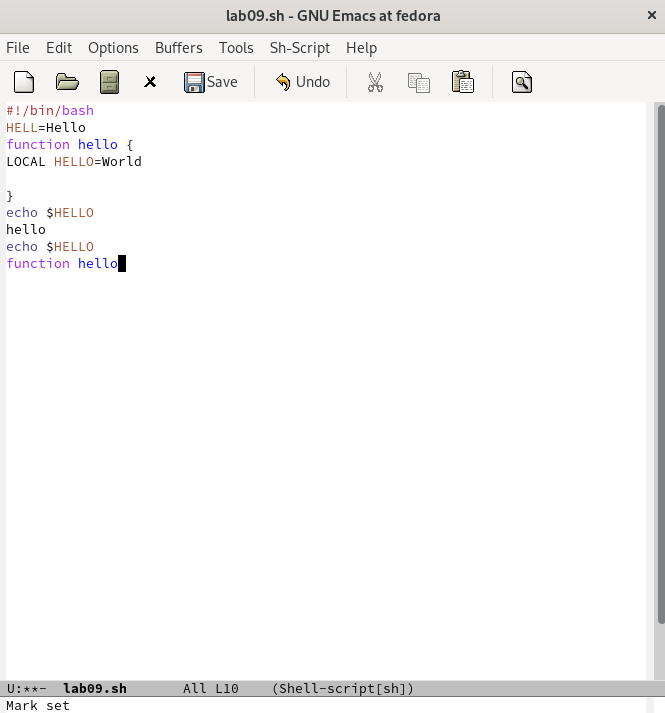 lab09.sh - GNU Emacs at fedora
File Edit Options Buffers Tools Sh-Script Help
Save Undo
#!/bin/bash
HELL=Hello
function hello {
LOCAL HELLO=World
}
echo $HELLO
hello
echo $HELLO
function hello
U:**- lab09.sh All L10 (Shell-script[sh])
Mark set